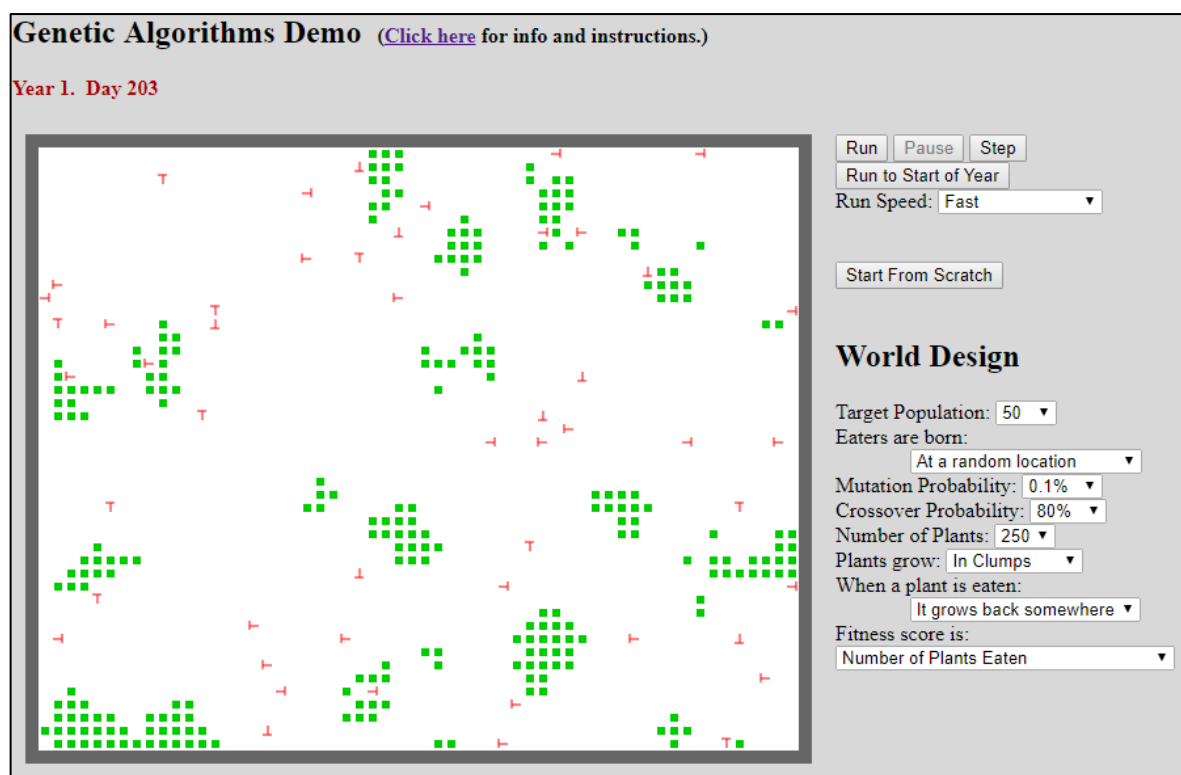 Genetic Algorithms Demo (Click here for info and instructions.)
Year 1. Day 203
Run Pause Step
Run to Start of Year
Run Speed: Fast
Start From Scratch
World Design
Target Population: 50
Eaters are born:
At a random location
Mutation Probability: 0.1%
Crossover Probability: 80%
Number of Plants: 250
Plants grow: In Clumps
When a plant is eaten:
It grows back somewhere
Fitness score is:
Number of Plants Eaten